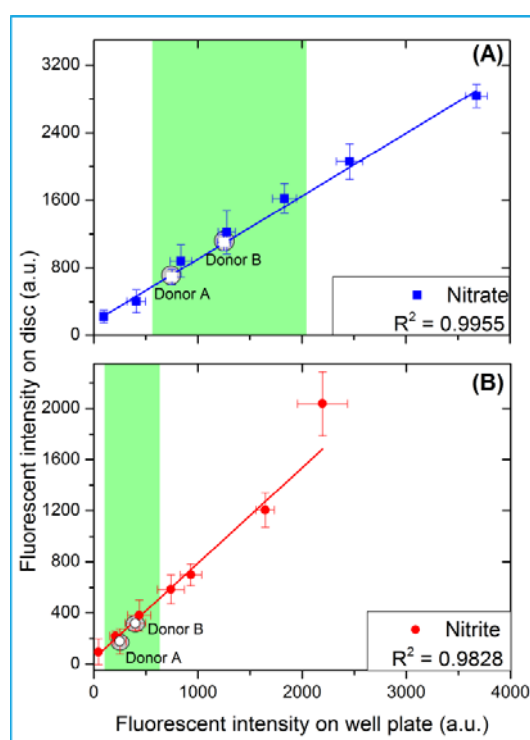 (A)
3200
2400
1600
800
0
Donor B
Donor A
Nitrate
R² = 0.9955
Fluorescent intensity on disc (a.u.)
(B)
2000
1600
1200
800
400
0
Donor B
Donor A
Nitrite
R² = 0.9828
0 1000 2000 3000 4000
Fluorescent intensity on well plate (a.u.)